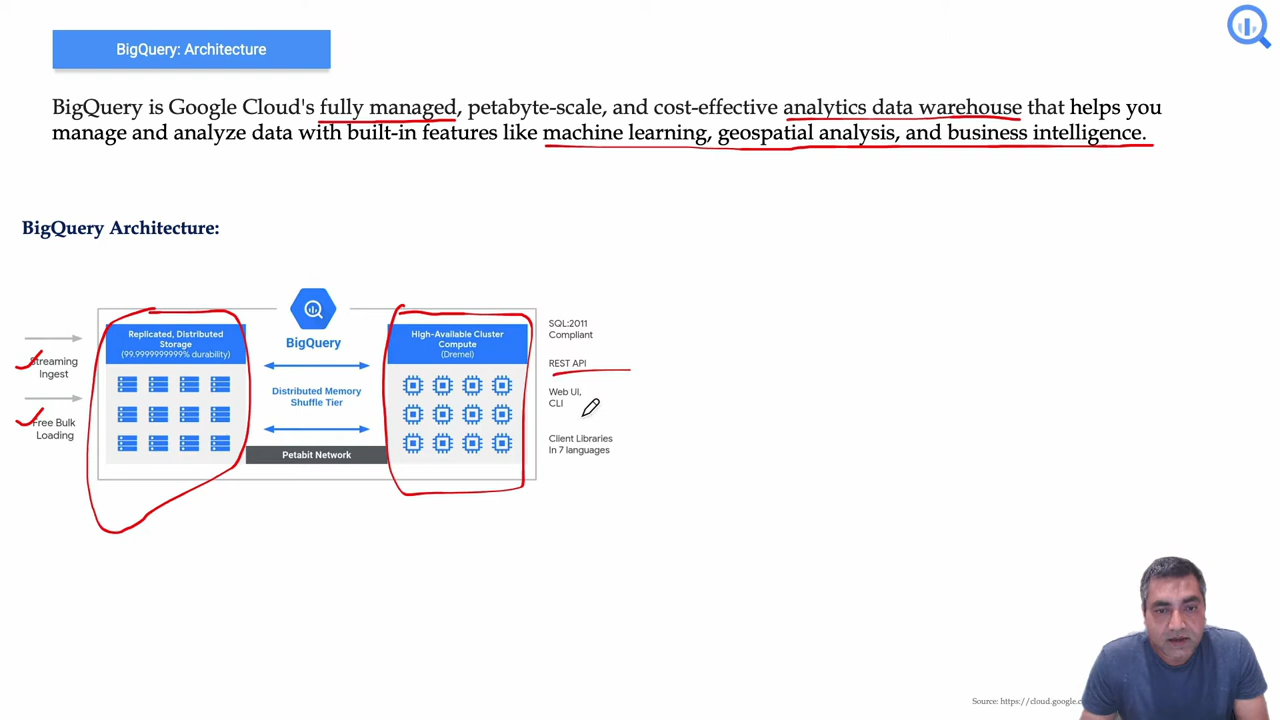 BigQuery: Architecture
BigQuery is Google Cloud's fully managed, petabyte-scale, and cost-effective analytics data warehouse that helps you
manage and analyze data with built-in features like machine learning, geospatial analysis, and business intelligence.
BigQuery Architecture:
Streaming
Ingest
Free Bulk
Loading
Replicated, Distributed
Storage
(99.9999999999% durability)
BigQuery
Distributed Memory
Shuffle Tier
Petabit Network
High-Available Cluster
Compute
(Dremel)
SQL:2011
Compliant
REST API
Web UI,
CLI
Client Libraries
In 7 languages
Source: https://cloud.google.c